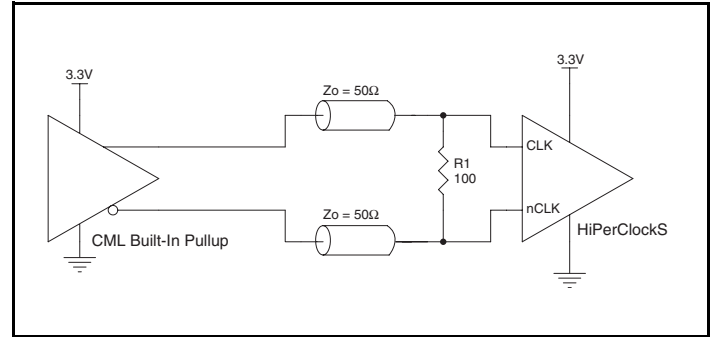 3.3V
3.3V
Zo = 50Ω
CLK
R1
100
Zo = 50Ω
nCLK
CML Built-In Pullup
HiPerClockS